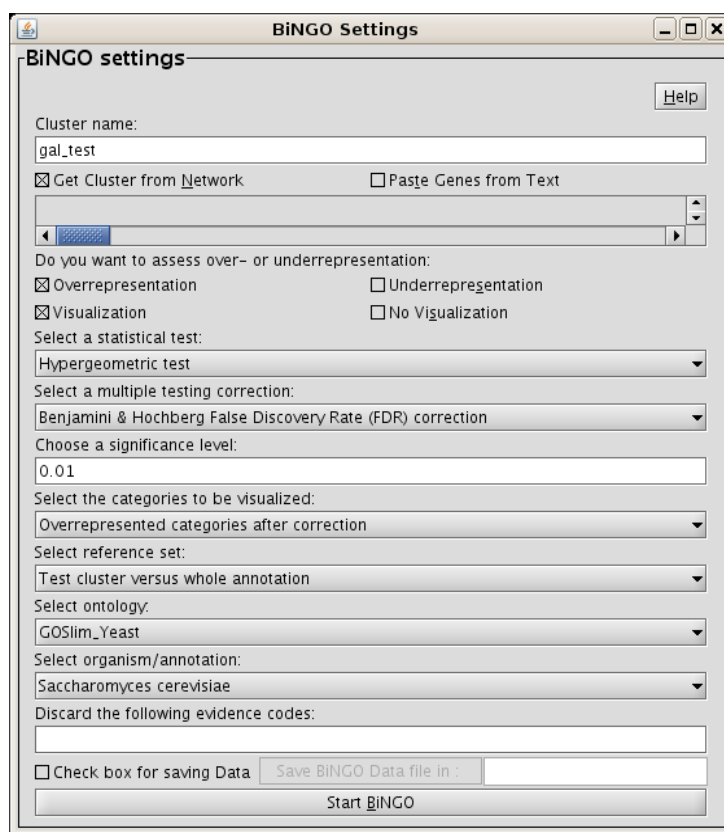 BiNGO Settings
BiNGO settings
Help
Cluster name:
gal_test
Get Cluster from Network Paste Genes from Text
Do you want to assess over- or underrepresentation:
Overrepresentation Underrepresentation
Visualization No Visualization
Select a statistical test:
Hypergeometric test
Select a multiple testing correction:
Benjamini & Hochberg False Discovery Rate (FDR) correction
Choose a significance level:
0.01
Select the categories to be visualized:
Overrepresented categories after correction
Select reference set:
Test cluster versus whole annotation
Select ontology:
GOSlim_Yeast
Select organism/annotation:
Saccharomyces cerevisiae
Discard the following evidence codes:
Check box for saving Data Save BiNGO Data file in :
Start BiNGO